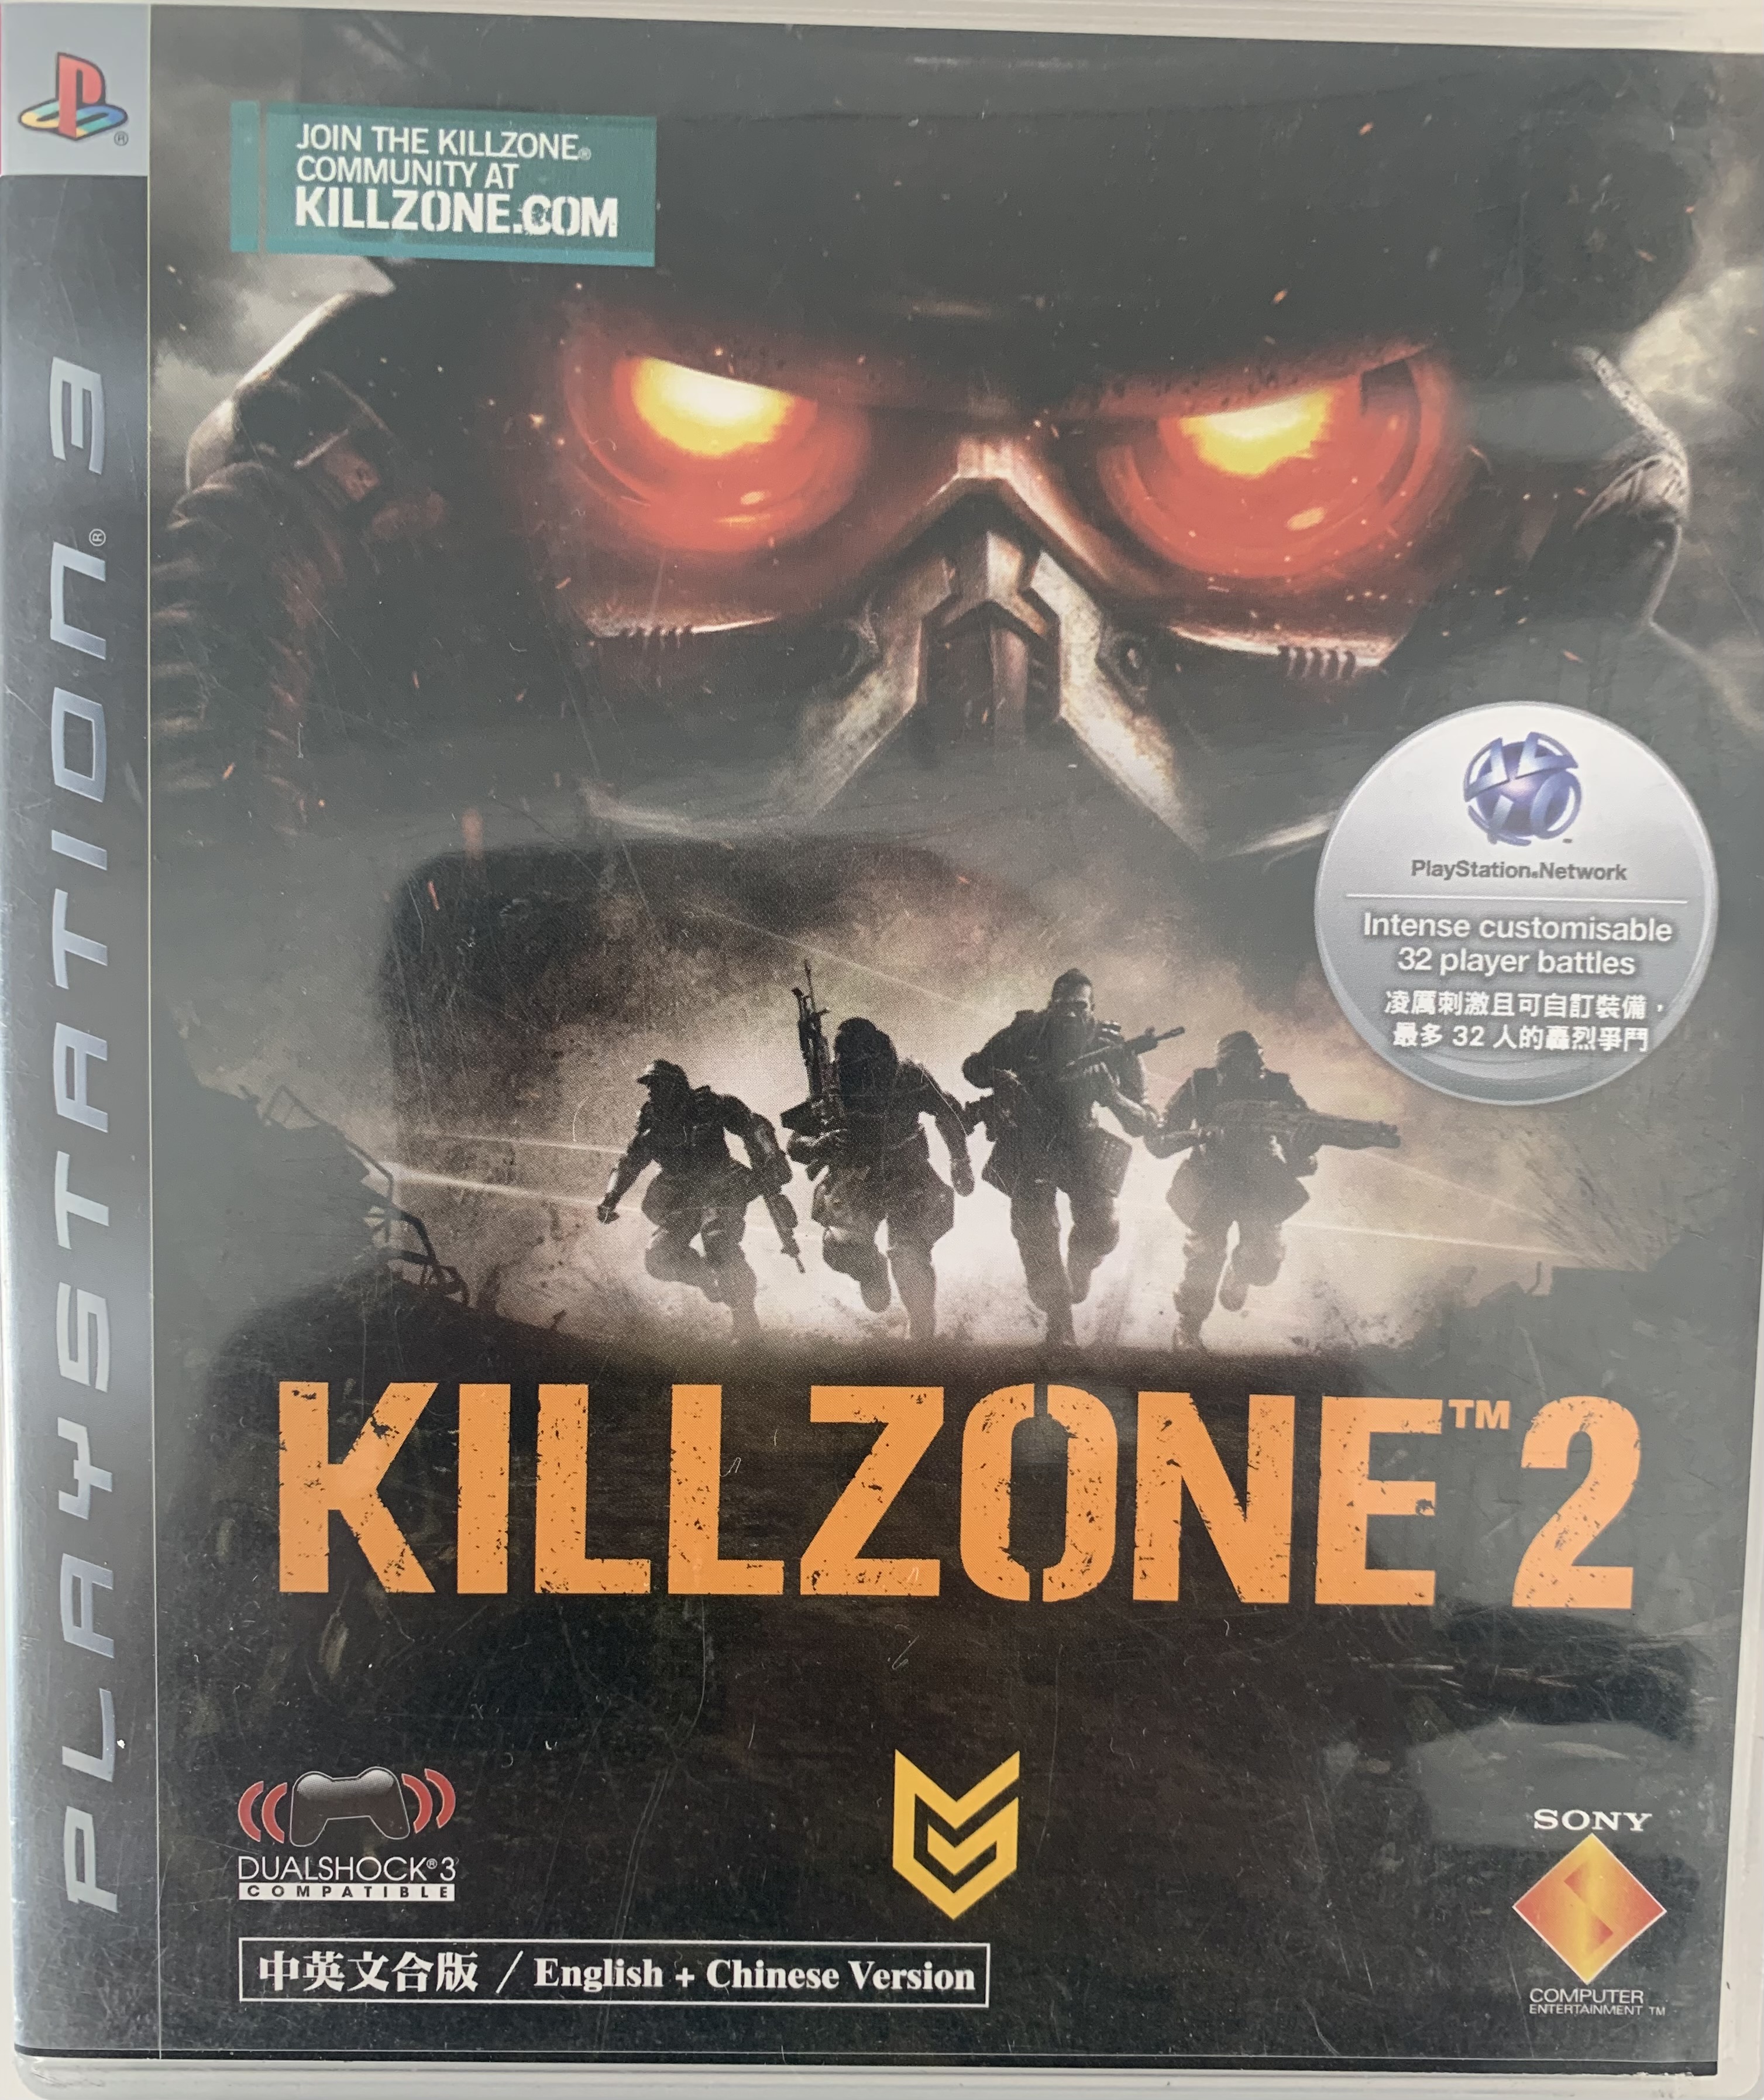 PLAYSTATION® 3
JOIN THE KILLZONE®
COMMUNITY AT
KILLZONE.COM
PlayStation®Network
Intense customisable
32 player battles
凌厲刺激且可自訂裝備，
最多 32 人的轟烈爭鬥
KILLZONE™ 2
DUALSHOCK®3
COMPATIBLE
中英文合版 / English + Chinese Version
SONY
COMPUTER
ENTERTAINMENT ™